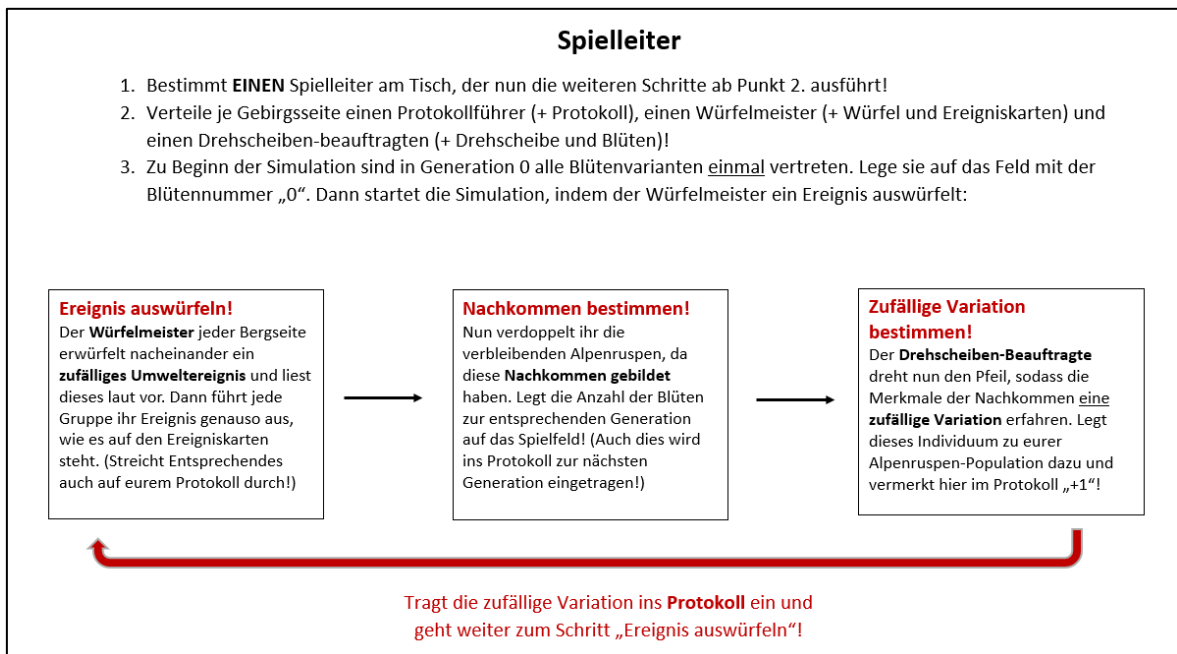 Spielleiter
1. Bestimmt EINEN Spielleiter am Tisch, der nun die weiteren Schritte ab Punkt 2. ausführt!
2. Verteile je Gebirgsseite einen Protokollführer (+ Protokoll), einen Würfelmeister (+ Würfel und Ereigniskarten) und
einen Drehscheiben-beauftragten (+ Drehscheibe und Blüten)!
3. Zu Beginn der Simulation sind in Generation 0 alle Blütenvarianten einmal vertreten. Lege sie auf das Feld mit der
Blütennummer „0“. Dann startet die Simulation, indem der Würfelmeister ein Ereignis auswürfelt:
Ereignis auswürfeln!
Der Würfelmeister jeder Bergseite
erwürfelt nacheinander ein
zufälliges Umweltereignis und liest
dieses laut vor. Dann führt jede
Gruppe ihr Ereignis genauso aus,
wie es auf den Ereigniskarten
steht. (Streicht Entsprechendes
auch auf eurem Protokoll durch!)
Nachkommen bestimmen!
Nun verdoppelt ihr die
verbleibenden Alpenruspen, da
diese Nachkommen gebildet
haben. Legt die Anzahl der Blüten
zur entsprechenden Generation
auf das Spielfeld! (Auch dies wird
ins Protokoll zur nächsten
Generation eingetragen!)
Zufällige Variation
bestimmen!
Der Drehscheiben-Beauftragte
dreht nun den Pfeil, sodass die
Merkmale der Nachkommen eine
zufällige Variation erfahren. Legt
dieses Individuum zu eurer
Alpenruspen-Population dazu und
vermerkt hier im Protokoll „+1“!
Tragt die zufällige Variation ins Protokoll ein und
geht weiter zum Schritt „Ereignis auswürfeln“!